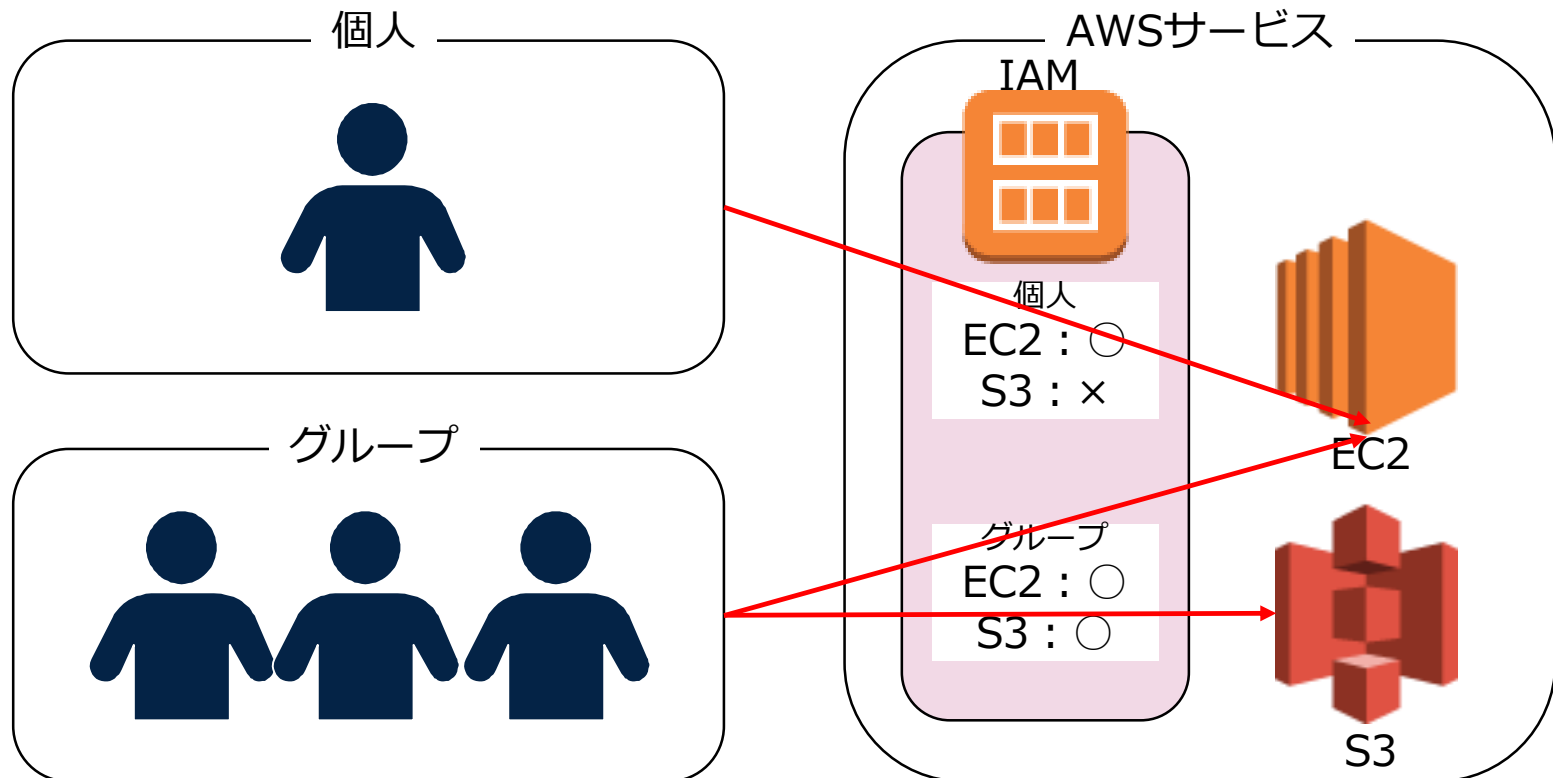 個人
グループ
AWSサービス
IAM
個人
EC2：○
S3：×
グループ
EC2：○
S3：○
EC2
S3